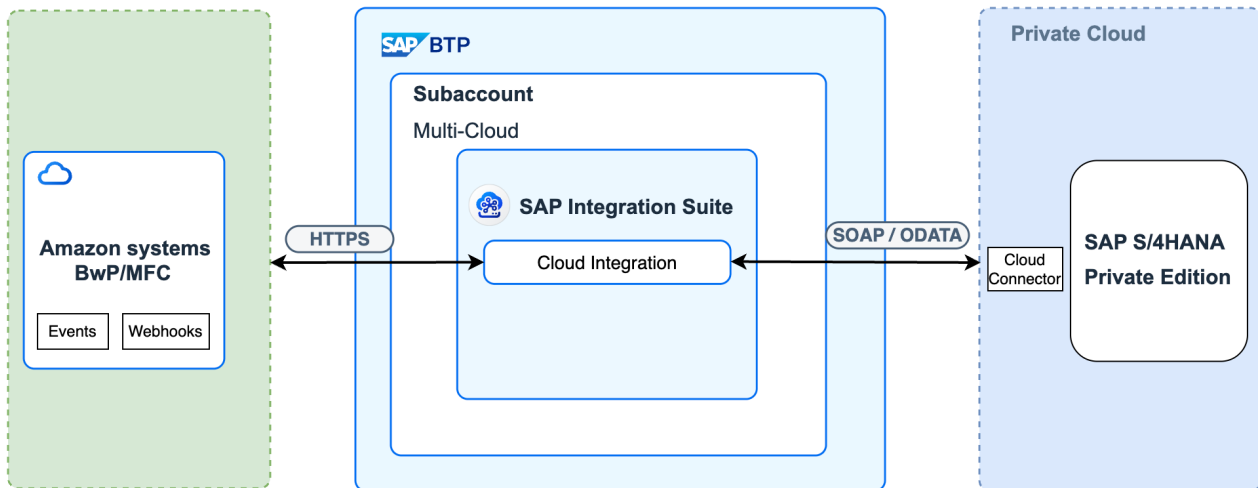 Amazon systems
BwP/MFC
Events
Webhooks
HTTPS
SAP BTP
Subaccount
Multi-Cloud
SAP Integration Suite
Cloud Integration
SOAP / ODATA
Private Cloud
Cloud
Connector
SAP S/4HANA
Private Edition